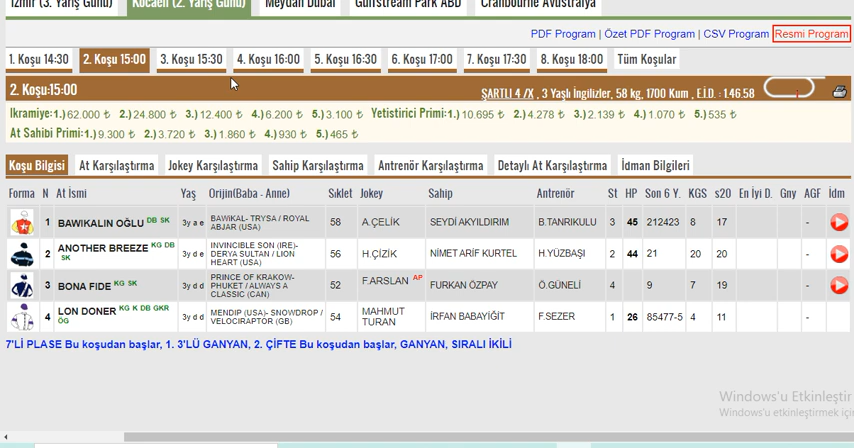 İzmir (3. Yarış Günü) Kocaeli (2. Yarış Günü) Meydan Dubai Gulfstream Park ABD Cranbourne Avustralya
PDF Program | Özet PDF Program | CSV Program Resmi Program
1. Koşu 14:30 2. Koşu 15:00 3. Koşu 15:30 4. Koşu 16:00 5. Koşu 16:30 6. Koşu 17:00 7. Koşu 17:30 8. Koşu 18:00 Tüm Koşular
2. Koşu:15:00 ŞARTLI 4 /X , 3 Yaşlı İngilizler, 58 kg, 1700 Kum , E.İ.D. : 1.46.58
Ikramiye:1.) 62.000 ₺ 2.) 24.800 ₺ 3.) 12.400 ₺ 4.) 6.200 ₺ 5.) 3.100 ₺ Yetistirici Primi:1.) 10.695 ₺ 2.) 4.278 ₺ 3.) 2.139 ₺ 4.) 1.070 ₺ 5.) 535 ₺
At Sahibi Primi:1.) 9.300 ₺ 2.) 3.720 ₺ 3.) 1.860 ₺ 4.) 930 ₺ 5.) 465 ₺
Koşu Bilgisi At Karşılaştırma Jokey Karşılaştırma Sahip Karşılaştırma Antrenör Karşılaştırma Detaylı At Karşılaştırma İdman Bilgileri
Forma N At İsmi Yaş Orijin(Baba - Anne) Sıklet Jokey Sahip Antrenör St HP Son 6 Y. KGS s20 En İyi D. Gny AGF İdm
1 BAWIKALIN OĞLU DB SK 3y a e BAWIKAL- TRYSA / ROYAL ABJAR (USA) 58 A.ÇELİK SEYDİ AKYILDIRIM B.TANRIKULU 3 45 212423 8 17 -
2 ANOTHER BREEZE KG DB SK 3y d e INVINCIBLE SON (IRE)- DERYA SULTAN / LION HEART (USA) 56 H.ÇİZİK NİMET ARİF KURTEL H.YÜZBAŞI 2 44 21 20 20 -
3 BONA FIDE KG SK 3y d d PRINCE OF KRAKOW- PHUKET / ALWAYS A CLASSIC (CAN) 52 F.ARSLAN AP FURKAN ÖZPAY Ö.GÜNELİ 4 9 7 19 -
4 LON DONER KG K DB GKR ÖG 3y d d MENDIP (USA)- SNOWDROP / VELOCIRAPTOR (GB) 54 MAHMUT TURAN İRFAN BABAYİĞİT F.SEZER 1 26 85477-5 4 11 -
7'Lİ PLASE Bu koşudan başlar, 1. 3'LÜ GANYAN, 2. ÇİFTE Bu koşudan başlar, GANYAN, SIRALI İKİLİ
Windows'u Etkinleştir
Windows'u etkinleştirmek için